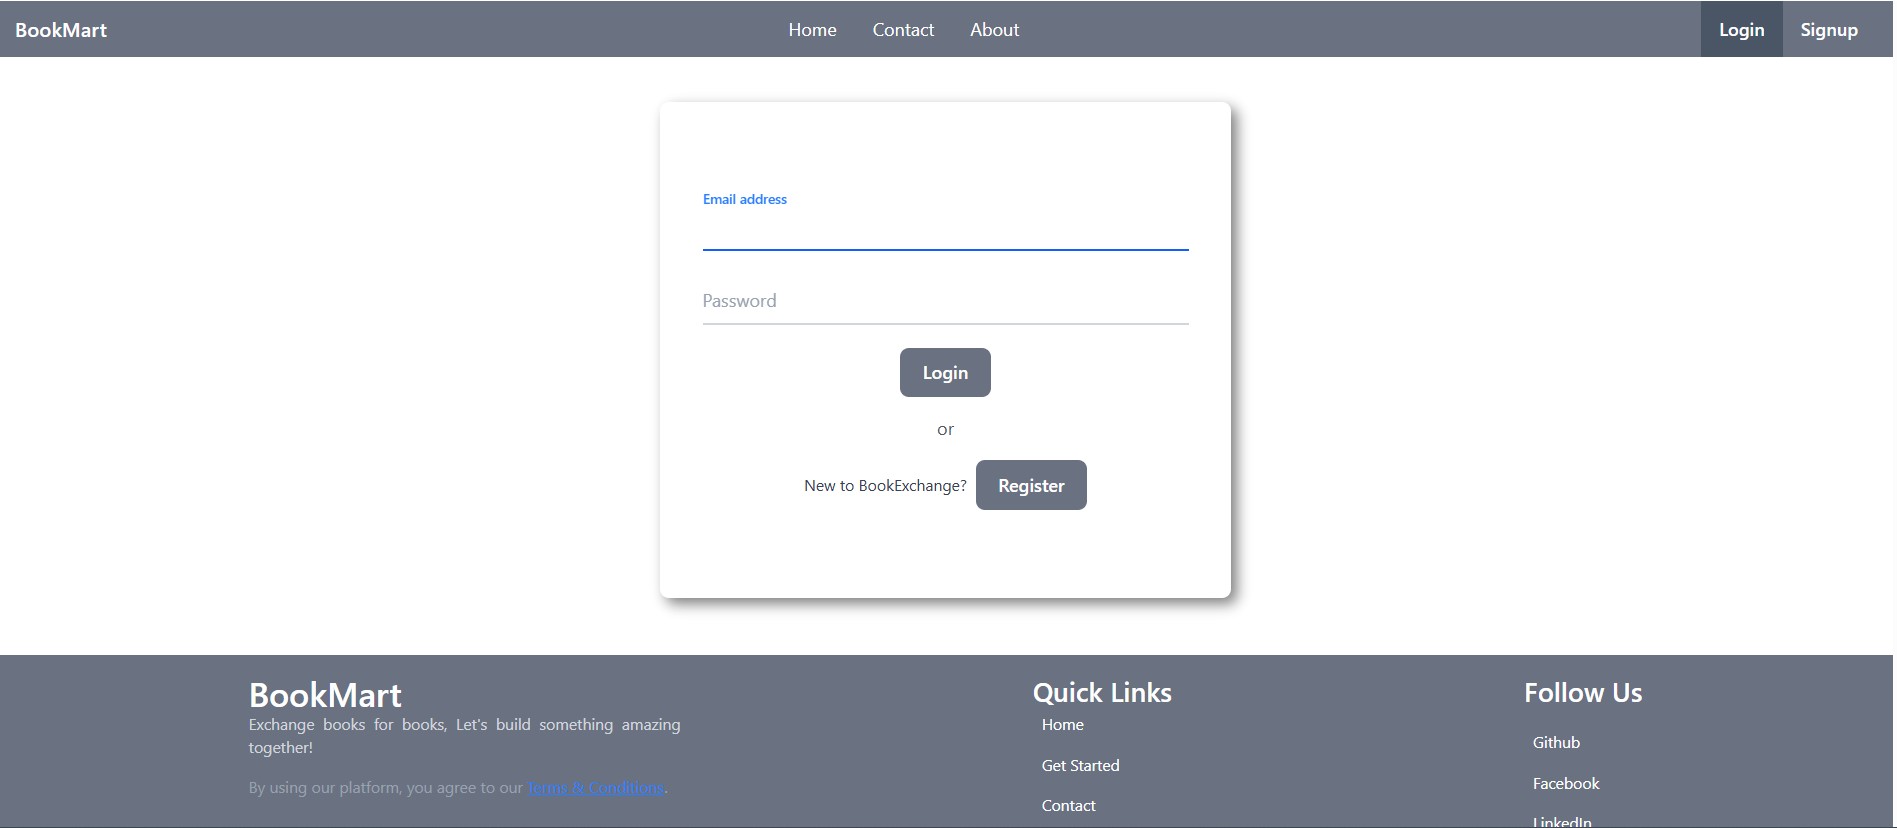 BookMart
Home Contact About
Login Signup
Email address
Password
Login
or
New to BookExchange? Register
BookMart
Exchange books for books, Let's build something amazing
together!
By using our platform, you agree to our Terms & Conditions.
Quick Links
Home
Get Started
Contact
Follow Us
Github
Facebook
LinkedIn